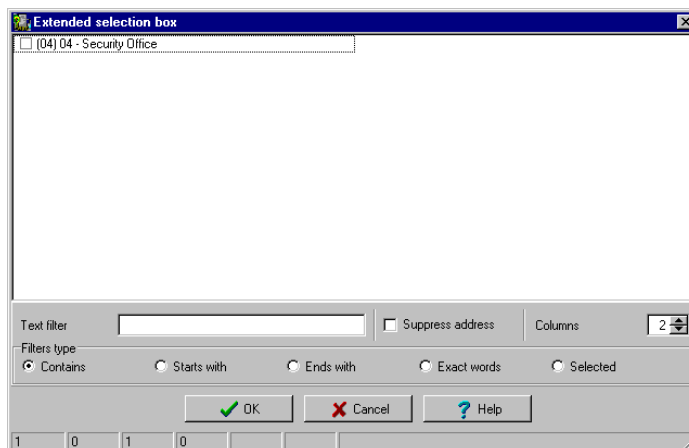 Extended selection box
(04) 04 - Security Office
Text filter Suppress address Columns 2
Filters type
Contains Starts with Ends with Exact words Selected
OK Cancel ? Help
1 0 1 0